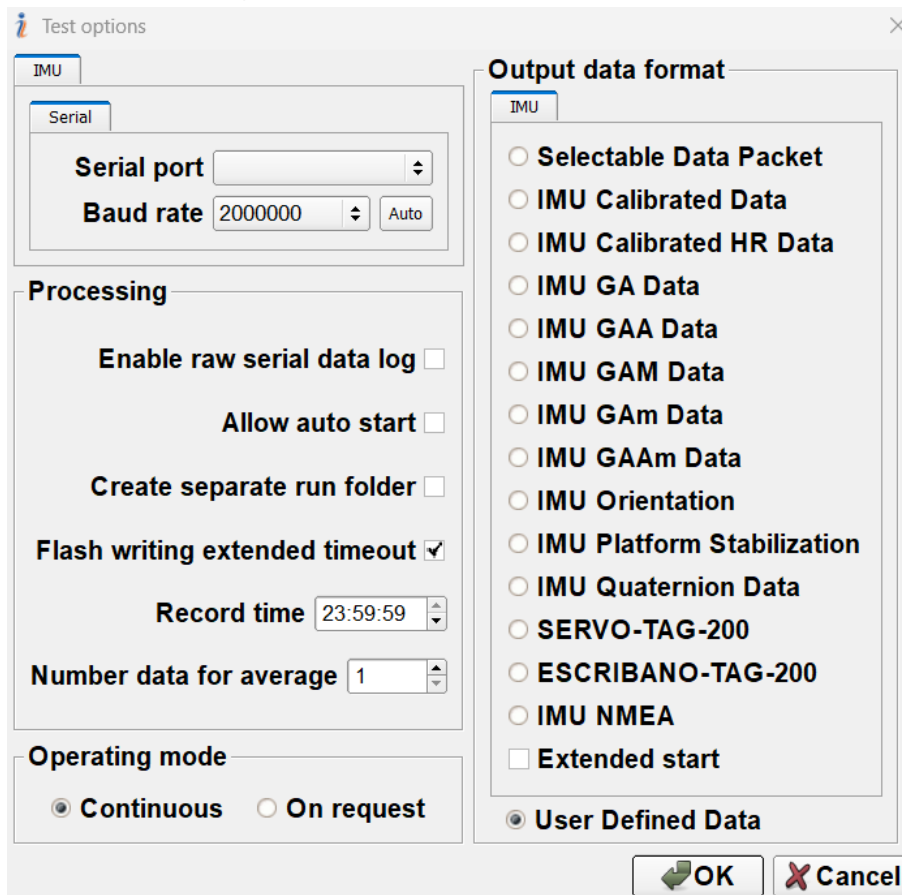 Test options
IMU
Serial
Serial port
Baud rate 2000000 Auto
Processing
Enable raw serial data log
Allow auto start
Create separate run folder
Flash writing extended timeout
Record time 23:59:59
Number data for average 1
Operating mode
Continuous On request
Output data format
IMU
Selectable Data Packet
IMU Calibrated Data
IMU Calibrated HR Data
IMU GA Data
IMU GAA Data
IMU GAM Data
IMU GAm Data
IMU GAAm Data
IMU Orientation
IMU Platform Stabilization
IMU Quaternion Data
SERVO-TAG-200
ESCRIBANO-TAG-200
IMU NMEA
Extended start
User Defined Data
OK Cancel